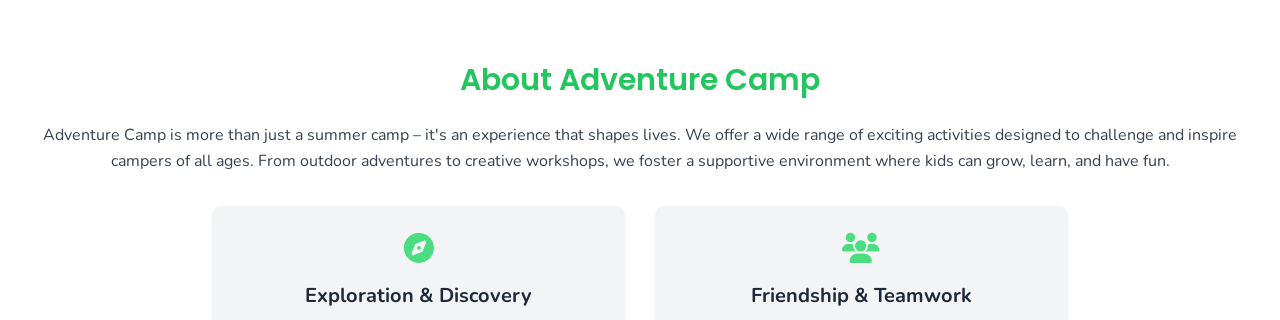 About Adventure Camp
Adventure Camp is more than just a summer camp – it's an experience that shapes lives. We offer a wide range of exciting activities designed to challenge and inspire
campers of all ages. From outdoor adventures to creative workshops, we foster a supportive environment where kids can grow, learn, and have fun.
Exploration & Discovery
Friendship & Teamwork